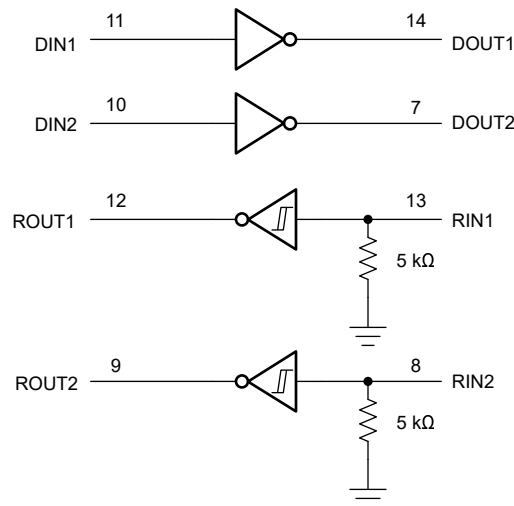 DIN1 11 14 DOUT1
DIN2 10 7 DOUT2
ROUT1 12 13 RIN1
5 kΩ
ROUT2 9 8 RIN2
5 kΩ